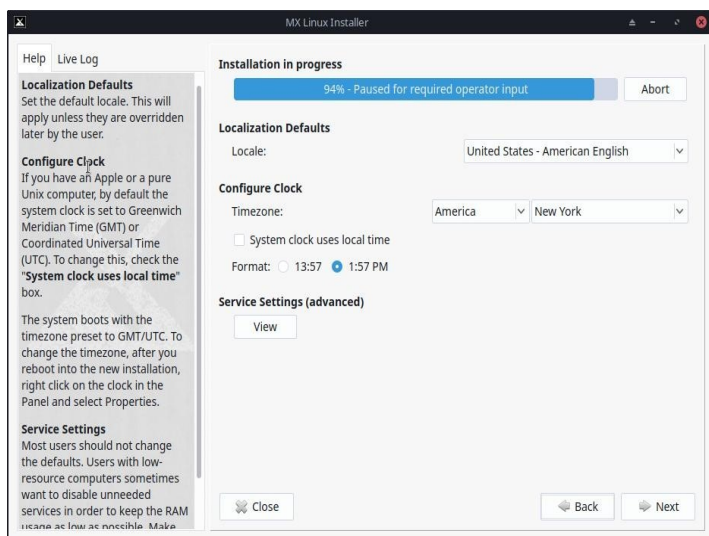 MX Linux Installer
Help
Live Log
Localization Defaults
Set the default locale. This will
apply unless they are overridden
later by the user.
Configure Clock
If you have an Apple or a pure
Unix computer, by default the
system clock is set to Greenwich
Meridian Time (GMT) or
Coordinated Universal Time
(UTC). To change this, check the
"System clock uses local time"
box.
The system boots with the
timezone preset to GMT/UTC. To
change the timezone, after you
reboot into the new installation,
right click on the clock in the
Panel and select Properties.
Service Settings
Most users should not change
the defaults. Users with low-
resource computers sometimes
want to disable unneeded
services in order to keep the RAM
usage as low as possible. Make
Installation in progress
94% - Paused for required operator input
Abort
Localization Defaults
Locale:
United States - American English
Configure Clock
Timezone:
America
New York
System clock uses local time
Format:
13:57
1:57 PM
Service Settings (advanced)
View
Close
Back
Next